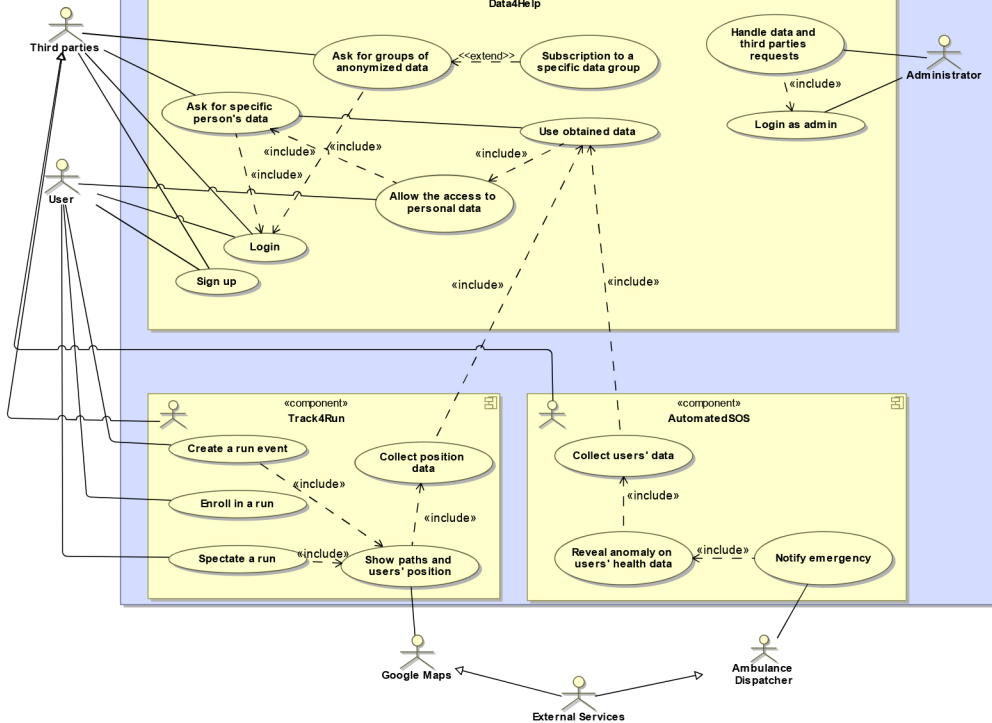 Data4Help
Third parties
Ask for groups of
anonymized data
<<extend>>
Subscription to a
specific data group
Handle data and
third parties
requests
Administrator
«include»
Login as admin
Ask for specific
person's data
Use obtained data
«include»
«include»
«include»
User
Allow the access to
personal data
Login
Sign up
«include»
«include»
«component»
Track4Run
«component»
AutomatedSOS
Create a run event
Collect position
data
Collect users' data
«include»
Enroll in a run
«include»
«include»
Spectate a run
«include»
Show paths and
users' position
Reveal anomaly on
users' health data
«include»
Notify emergency
Google Maps
Ambulance
Dispatcher
External Services